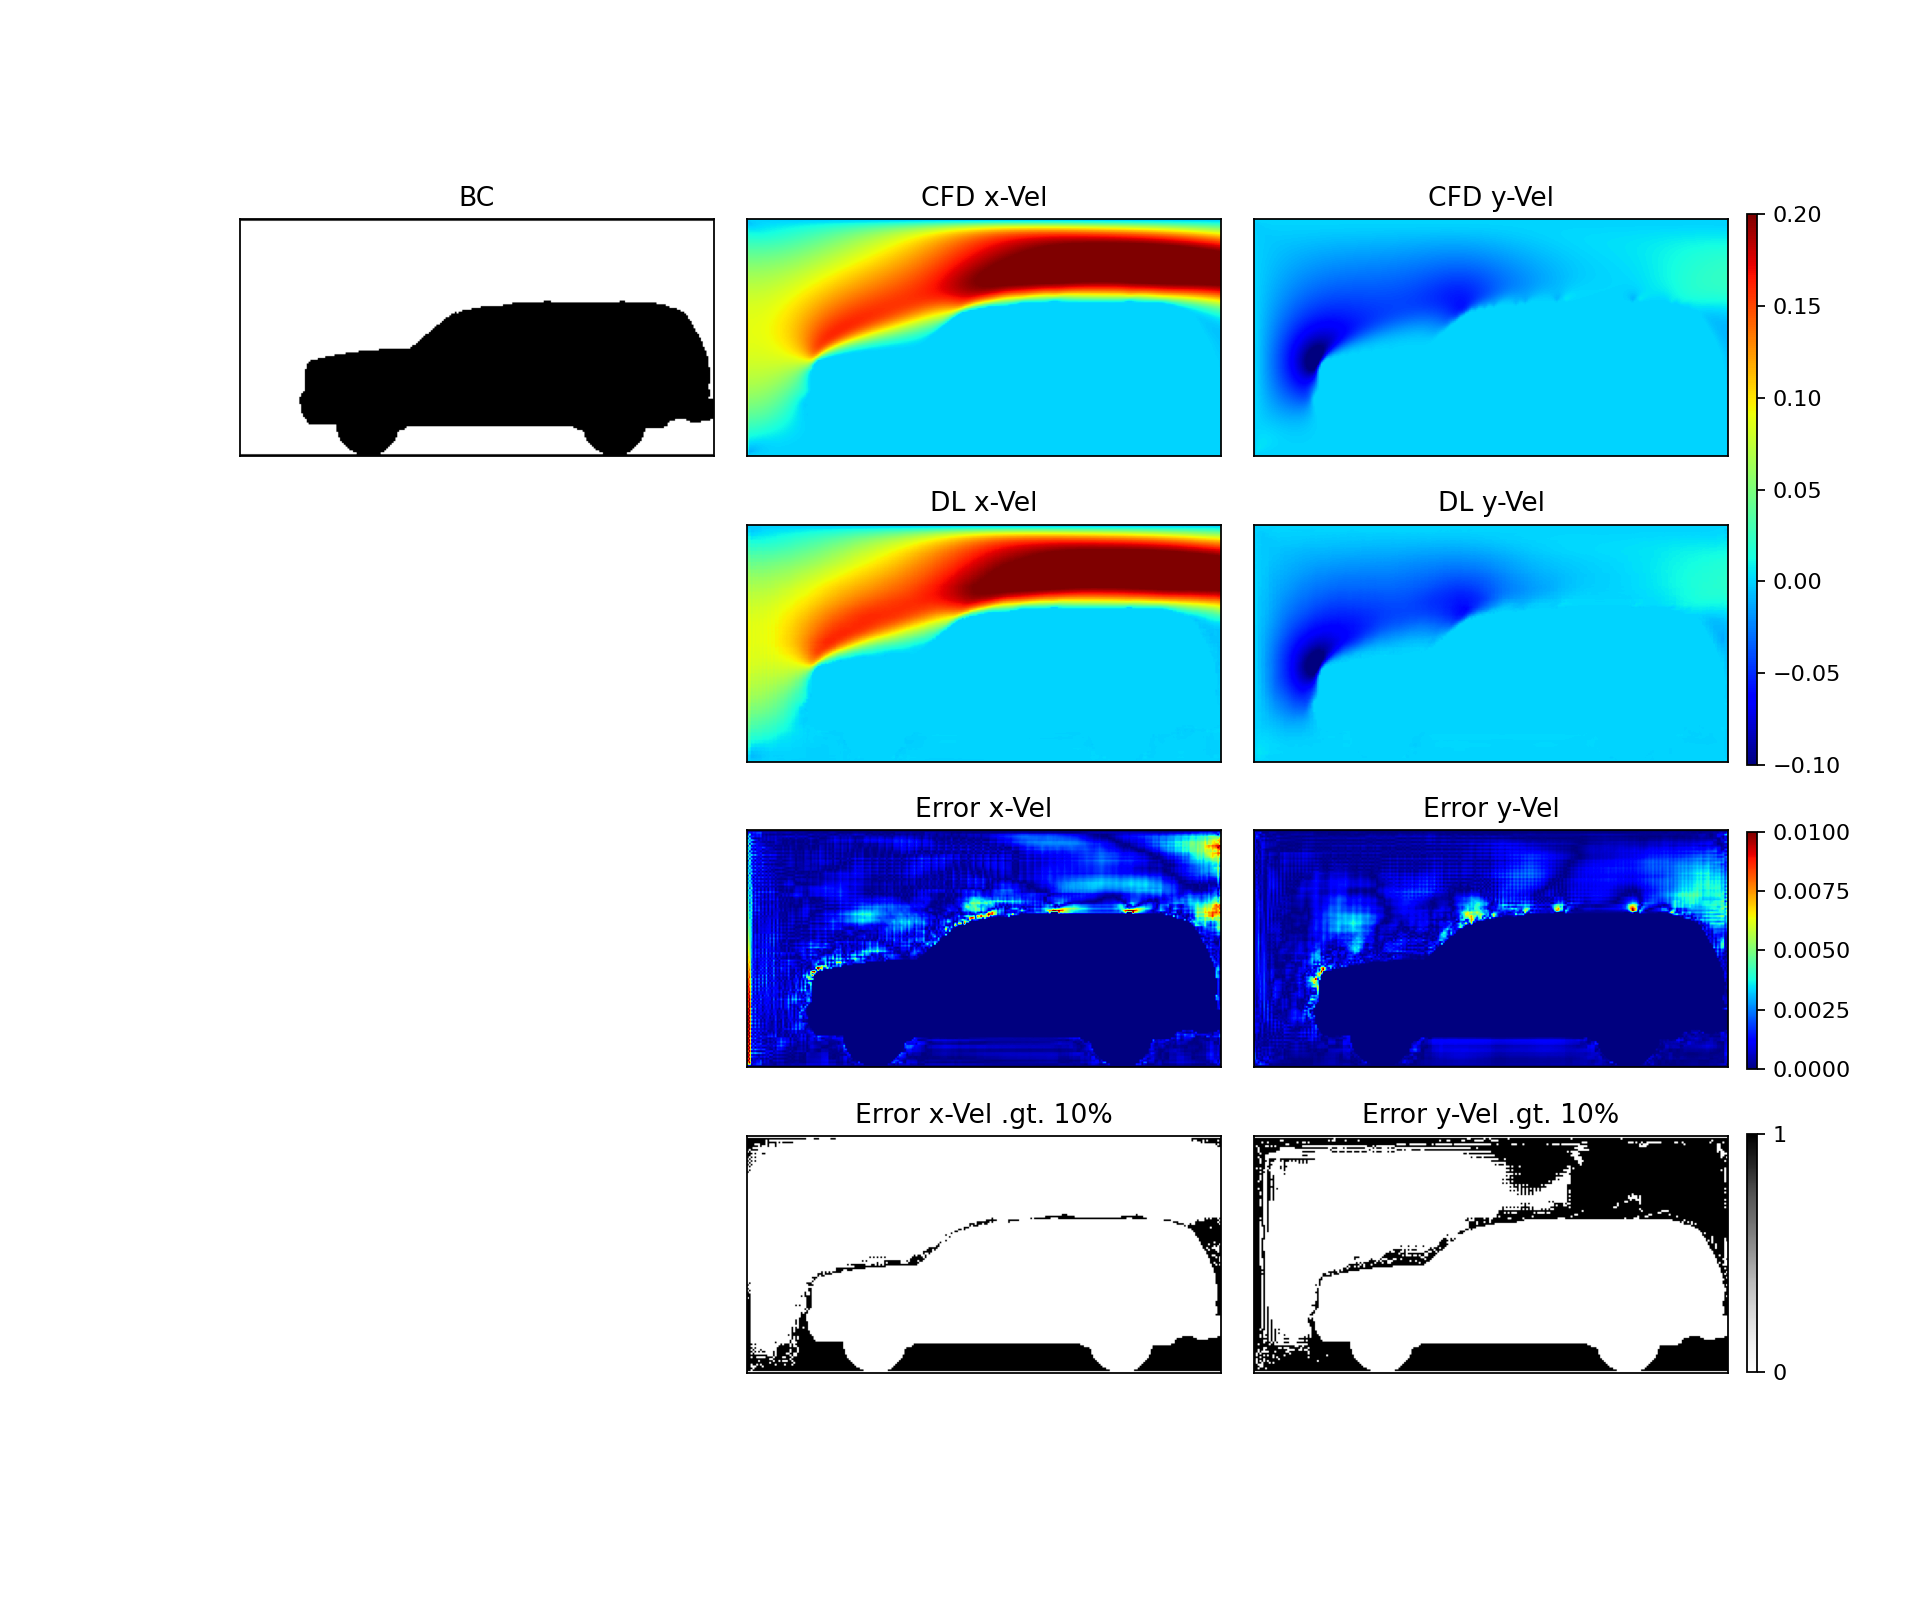 BC
CFD x-Vel
CFD y-Vel
0.20
0.15
0.10
0.05
0.00
−0.05
−0.10
DL x-Vel
DL y-Vel
Error x-Vel
Error y-Vel
0.0100
0.0075
0.0050
0.0025
0.0000
Error x-Vel .gt. 10%
Error y-Vel .gt. 10%
1
0